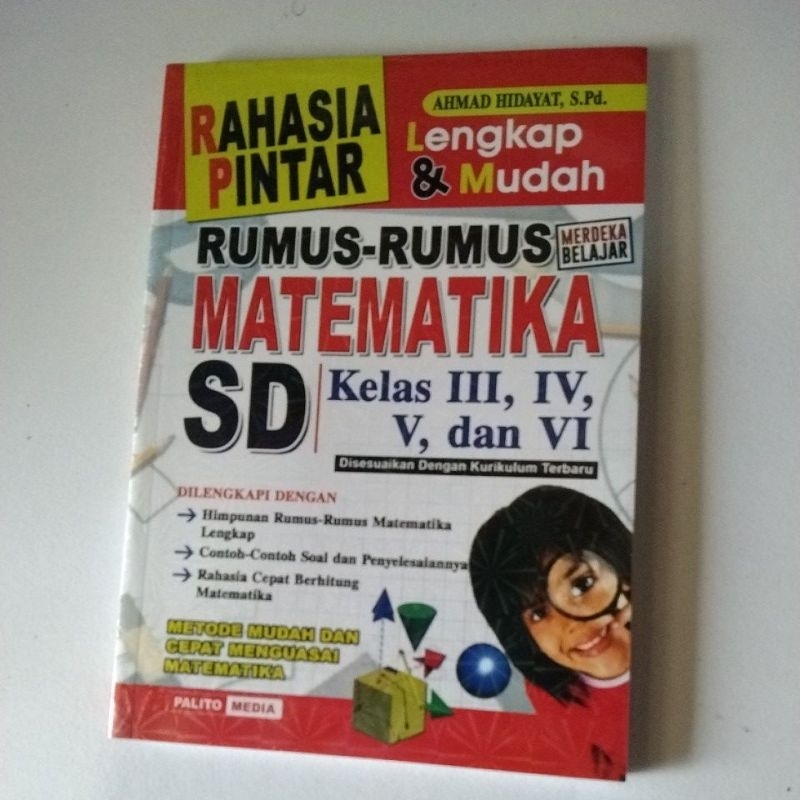 RAHASIA
PINTAR
AHMAD HIDAYAT, S.Pd.
Lengkap
& Mudah
RUMUS-RUMUS
MERDEKA
BELAJAR
MATEMATIKA
SD
Kelas III, IV,
V, dan VI
Disesuaikan Dengan Kurikulum Terbaru
DILENGKAPI DENGAN
→ Himpunan Rumus-Rumus Matematika
Lengkap
→ Contoh-Contoh Soal dan Penyelesaiannya
→ Rahasia Cepat Berhitung
Matematika
METODE MUDAH DAN
CEPAT MENGUASAI
MATEMATIKA
PALITO MEDIA